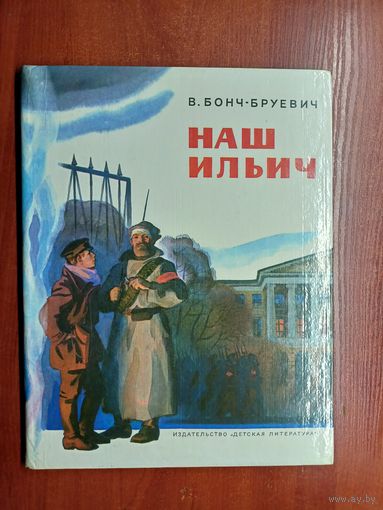 В. БОНЧ-БРУЕВИЧ
НАШ
ИЛЬИЧ
ИЗДАТЕЛЬСТВО «ДЕТСКАЯ ЛИТЕРАТУРА»
www.ay.by